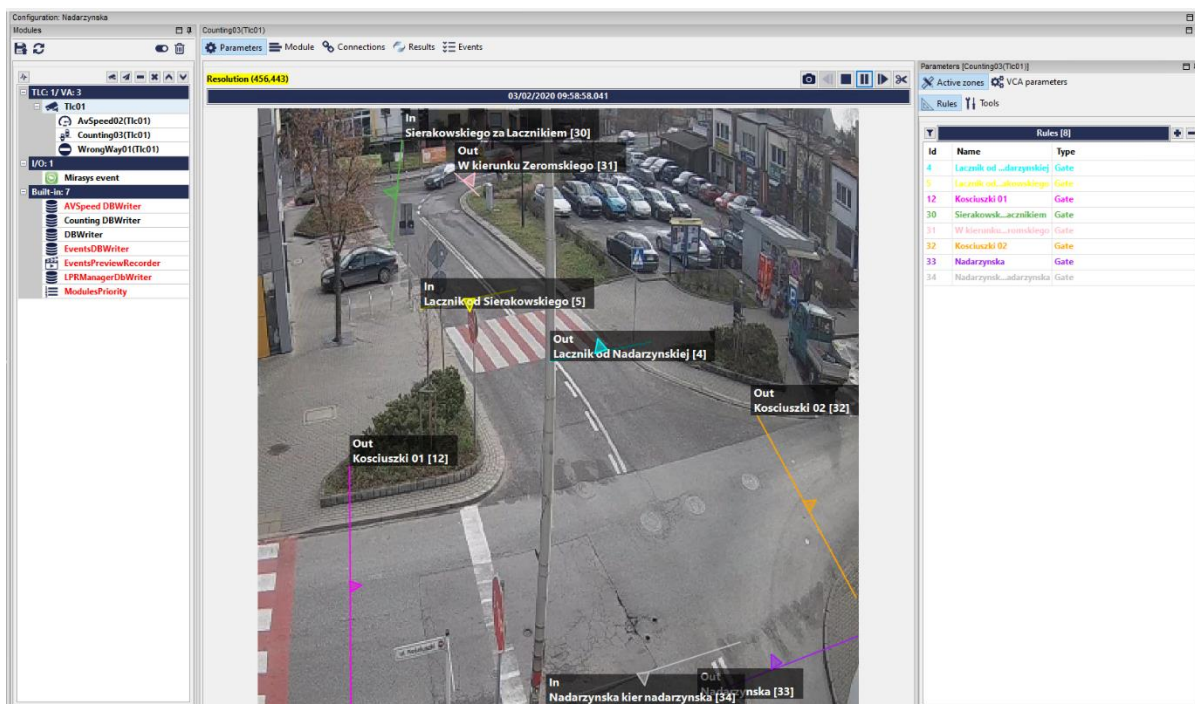 Configuration: Nadarzynska
Modules
Counting03(Tlc01)
Parameters Module Connections Results Events
TLC: 1/ VA: 3
Tlc01
AvSpeed02(Tlc01)
Counting03(Tlc01)
WrongWay01(Tlc01)
I/O: 1
Mirasys event
Built-in: 7
AVSpeed DBWriter
Counting DBWriter
DBWriter
EventsDBWriter
EventsPreviewRecorder
LPRManagerDbWriter
ModulesPriority
Resolution (456,443)
03/02/2020 09:58:58.041
In
Sierakowskiego za Lacznikiem [30]
Out
W kierunku Zeromskiego [31]
In
Lacznik od Sierakowskiego [5]
Out
Lacznik od Nadarzynskiej [4]
Out
Kosciuszki 02 [32]
Out
Kosciuszki 01 [12]
In
Nadarzynska kier nadarzynska [34]
Out
Nadarzynska [33]
Parameters [Counting03(Tlc01)]
Active zones VCA parameters
Rules Tools
Rules [8]
Id Name Type
4 Lacznik od ...darzynskiej Gate
5 Lacznik od Gate
12 Kosciuszki 01 Gate
30 Sierakowsk...acznikiem Gate
31 W kierunku...romskiego Gate
32 Kosciuszki 02 Gate
33 Nadarzynska Gate
34 Nadarzynsk...adarzynska Gate